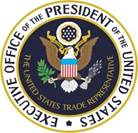 EXECUTIVE OFFICE OF THE PRESIDENT OF THE UNITED STATES
THE UNITED STATES TRADE REPRESENTATIVE